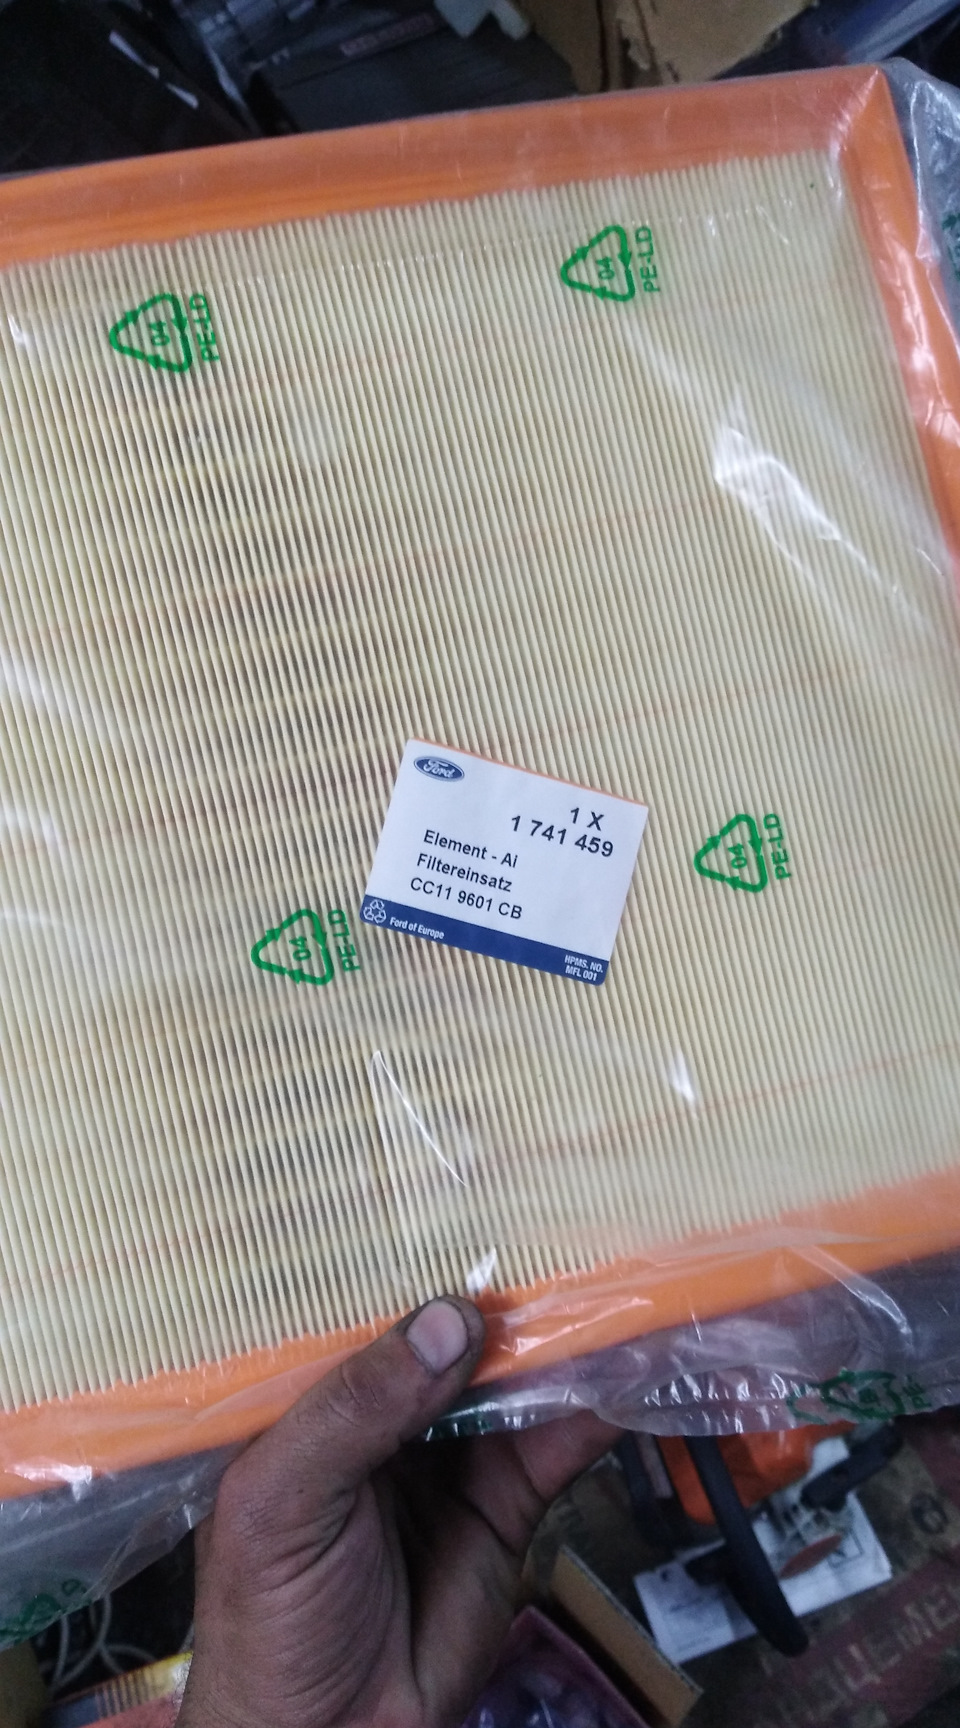 04
PE-LD
04
PE-LD
Ford
1 X
1 741 459
Element - Ai
Filtereinsatz
CC11 9601 CB
Ford of Europe
HPMS. NO.
MFL 001
04
PE-LD
04
PE-LD